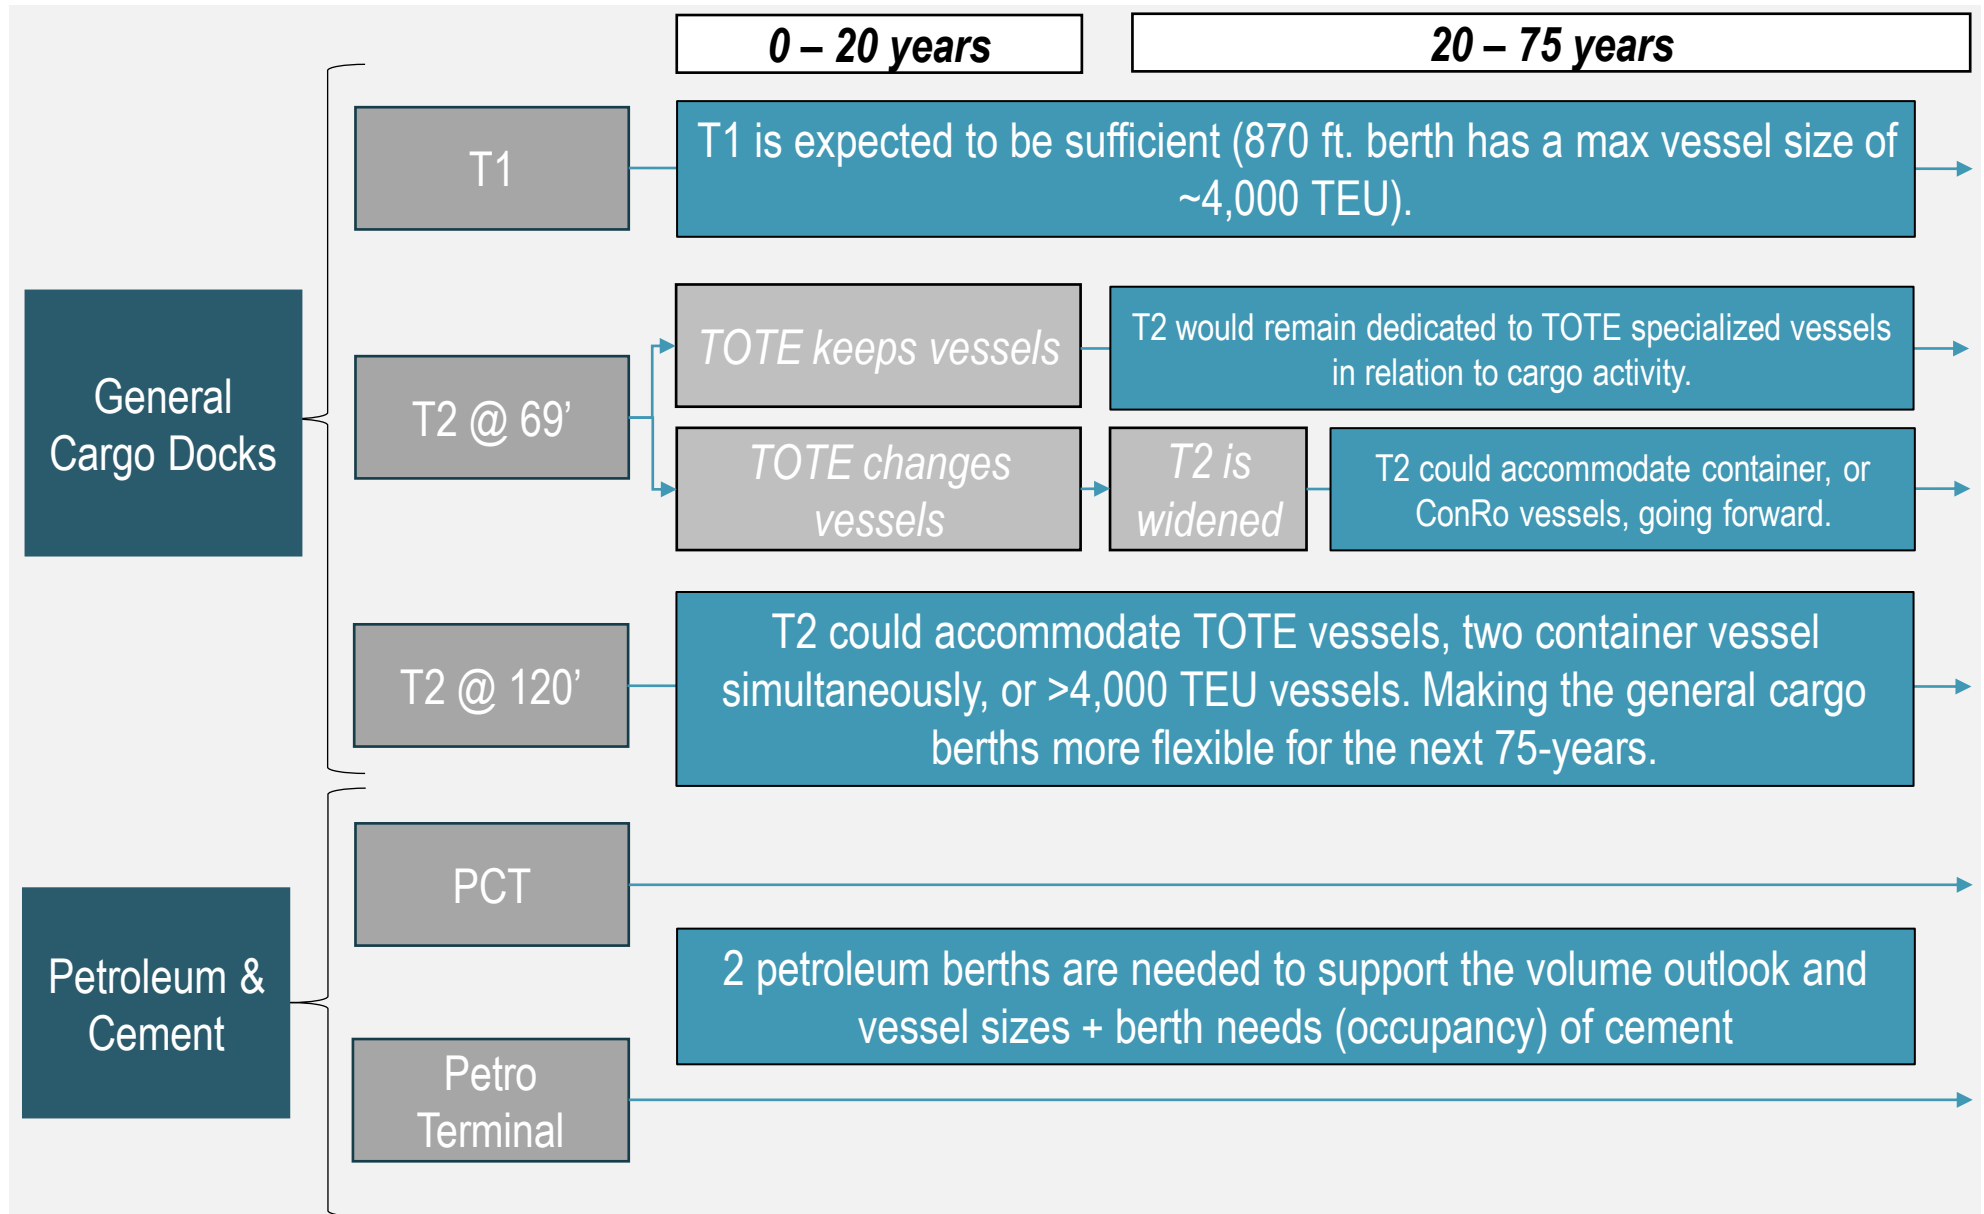 0 – 20 years
20 – 75 years
General
Cargo Docks
T1
T1 is expected to be sufficient (870 ft. berth has a max vessel size of
~4,000 TEU).
T2 @ 69’
TOTE keeps vessels
T2 would remain dedicated to TOTE specialized vessels
in relation to cargo activity.
TOTE changes
vessels
T2 is
widened
T2 could accommodate container, or
ConRo vessels, going forward.
T2 @ 120’
T2 could accommodate TOTE vessels, two container vessel
simultaneously, or >4,000 TEU vessels. Making the general cargo
berths more flexible for the next 75-years.
Petroleum &
Cement
PCT
2 petroleum berths are needed to support the volume outlook and
vessel sizes + berth needs (occupancy) of cement
Petro
Terminal